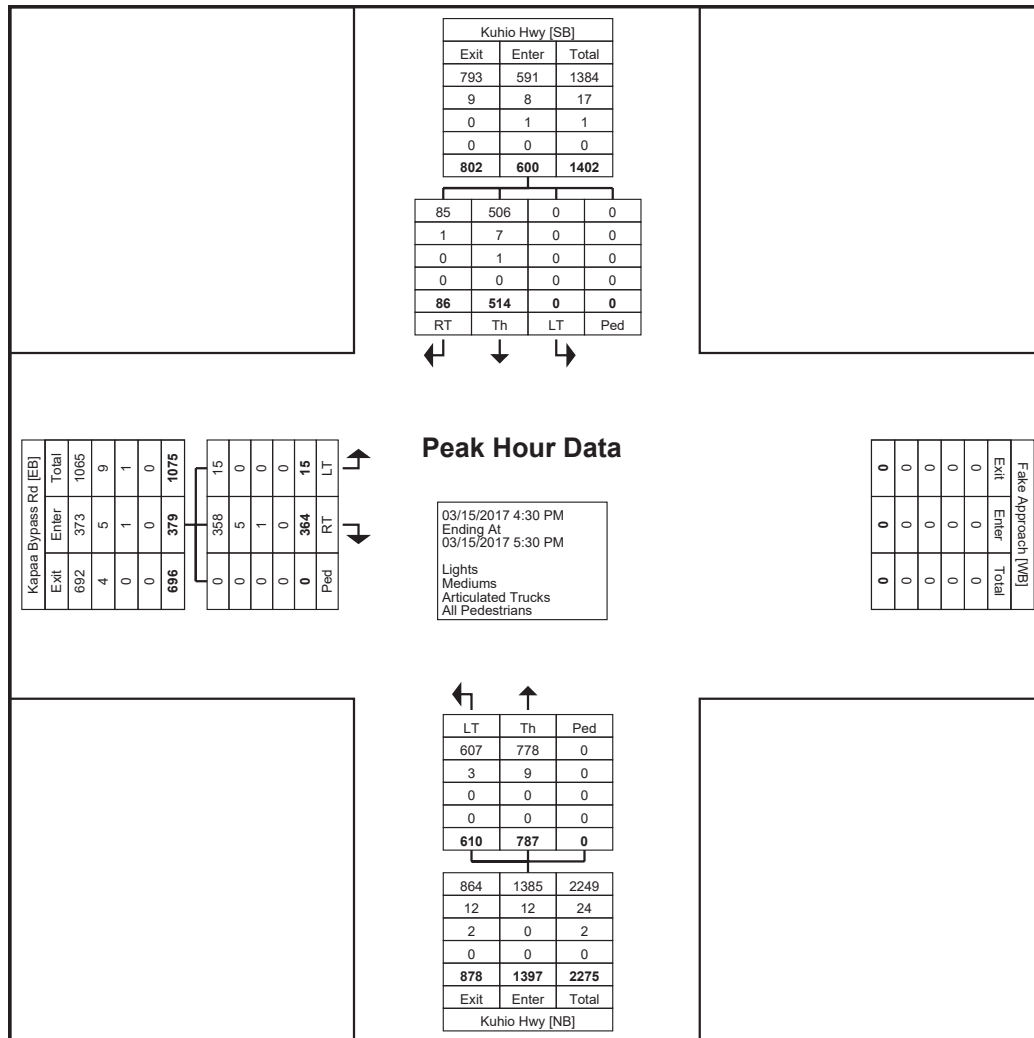 Kuhio Hwy [SB]
Exit Enter Total
793 591 1384
9 8 17
0 1 1
0 0 0
802 600 1402
85 506 0 0
1 7 0 0
0 1 0 0
0 0 0 0
86 514 0 0
RT Th LT Ped
Kapaa Bypass Rd [EB]
Exit Enter Total
692 373 1065
4 5 9
0 1 1
0 0 0
696 379 1075
0 358 15
0 5 0
0 1 0
0 0 0
0 364 15
Ped RT LT
Peak Hour Data
03/15/2017 4:30 PM
Ending At
03/15/2017 5:30 PM
Lights
Mediums
Articulated Trucks
All Pedestrians
Fake Approach [WB]
Exit Enter Total
0 0 0
0 0 0
0 0 0
0 0 0
0 0 0
LT Th Ped
607 778 0
3 9 0
0 0 0
0 0 0
610 787 0
864 1385 2249
12 12 24
2 0 2
0 0 0
878 1397 2275
Exit Enter Total
Kuhio Hwy [NB]